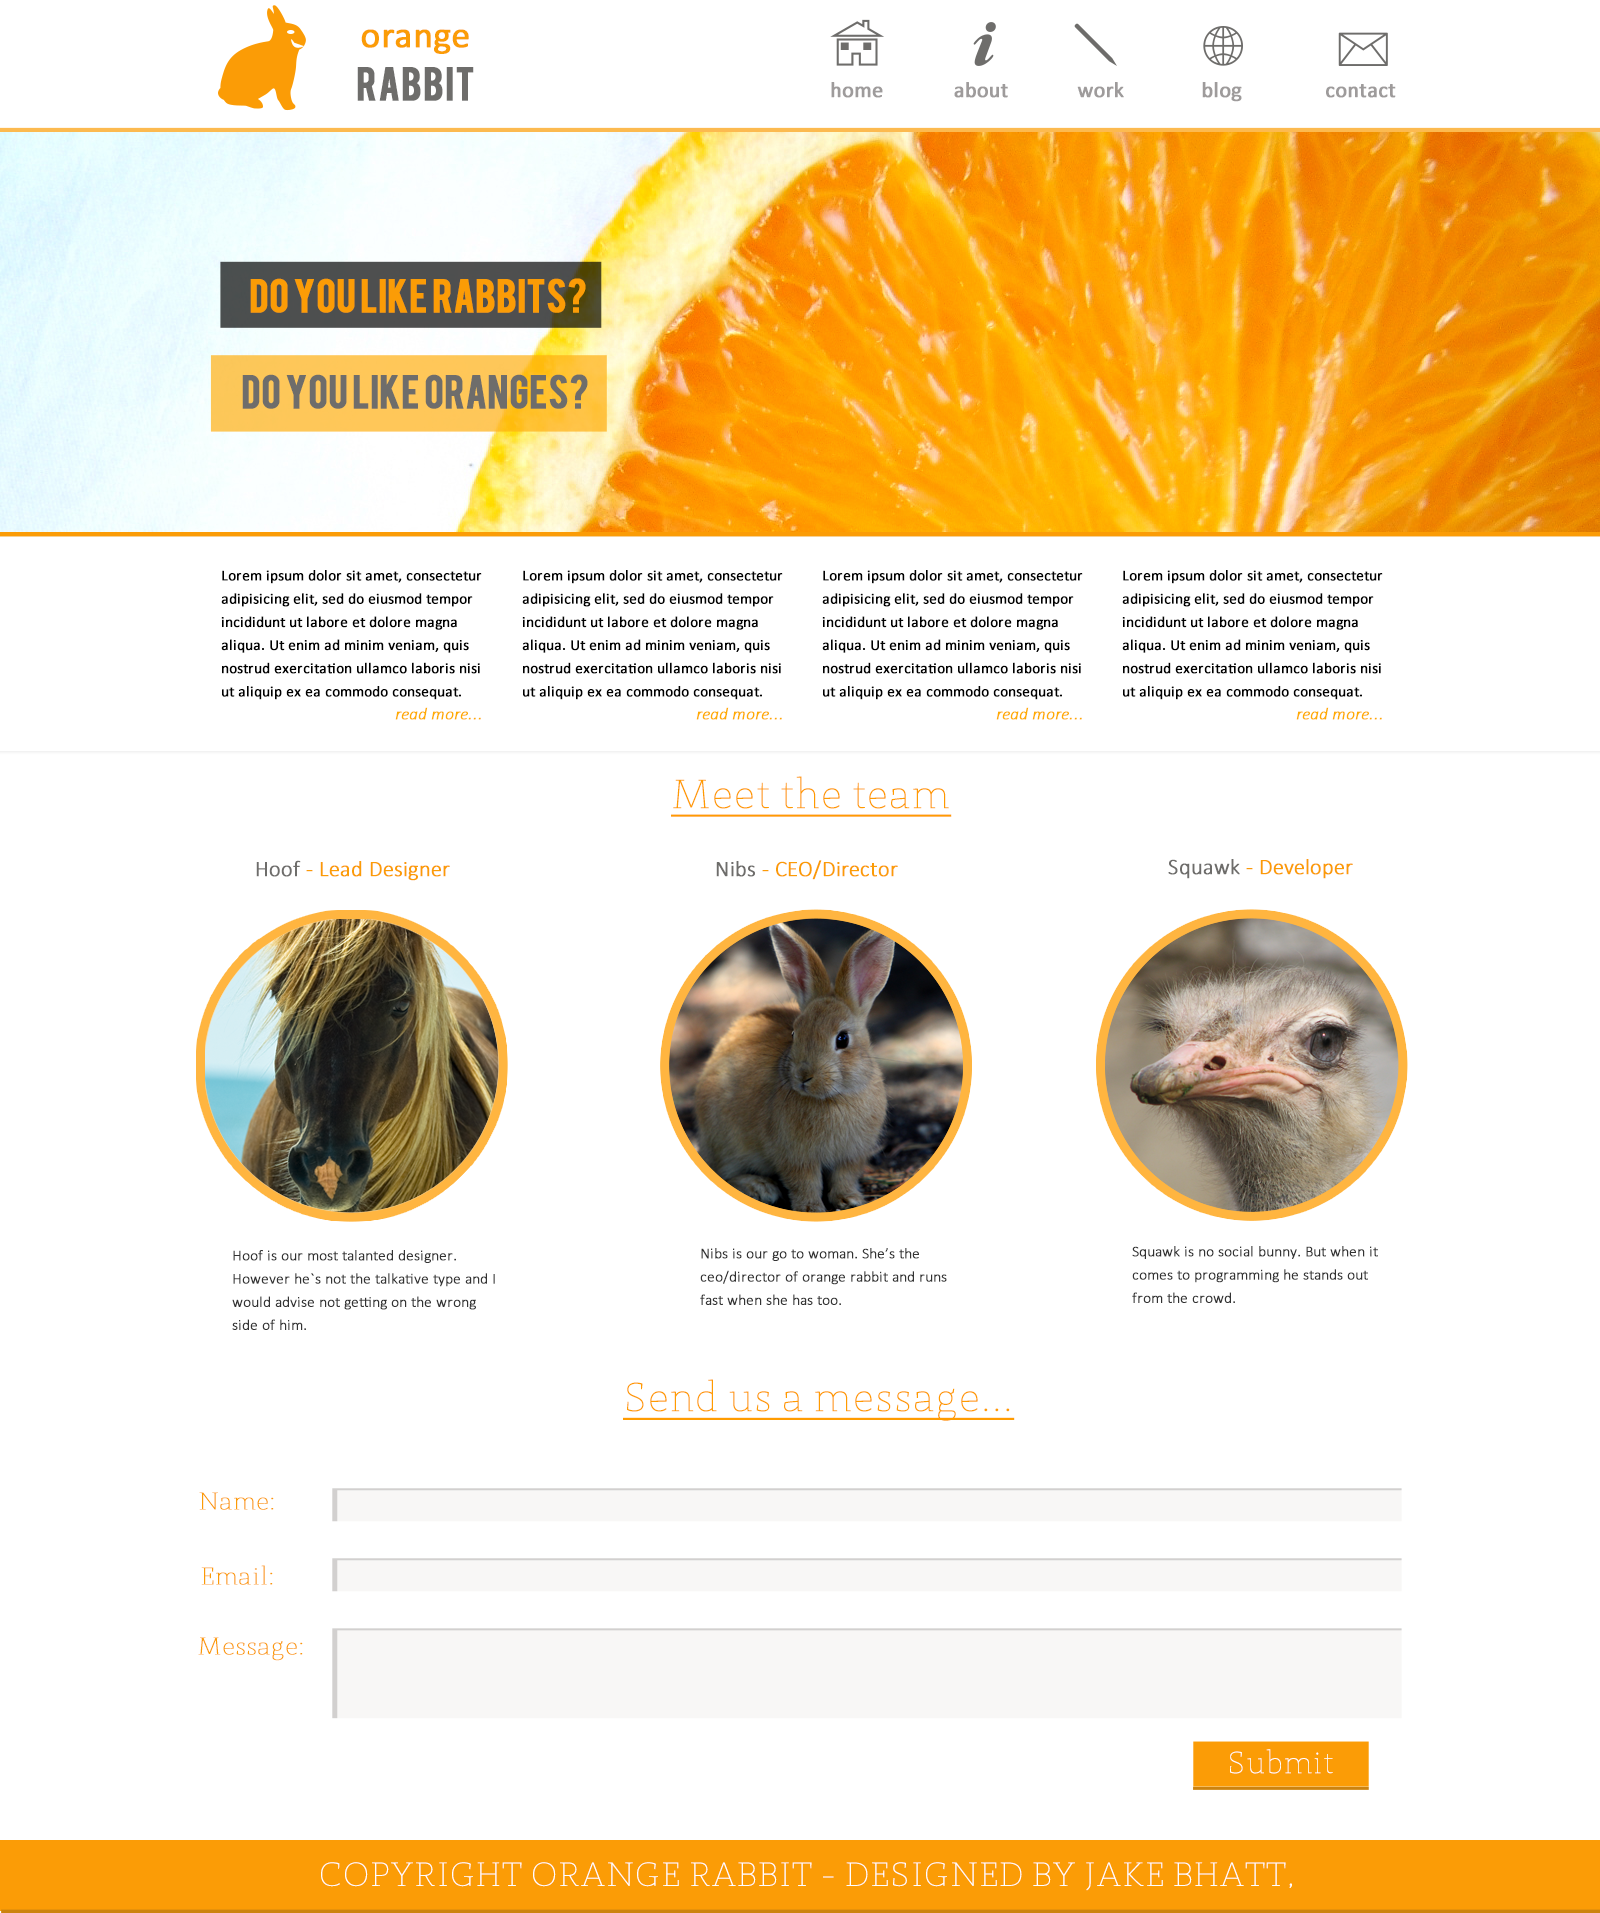 orange
RABBIT
home about work blog contact
DO YOU LIKE RABBITS?
DO YOU LIKE ORANGES?
Lorem ipsum dolor sit amet, consectetur
adipisicing elit, sed do eiusmod tempor
incididunt ut labore et dolore magna
aliqua. Ut enim ad minim veniam, quis
nostrud exercitation ullamco laboris nisi
ut aliquip ex ea commodo consequat.
read more...
Lorem ipsum dolor sit amet, consectetur
adipisicing elit, sed do eiusmod tempor
incididunt ut labore et dolore magna
aliqua. Ut enim ad minim veniam, quis
nostrud exercitation ullamco laboris nisi
ut aliquip ex ea commodo consequat.
read more...
Lorem ipsum dolor sit amet, consectetur
adipisicing elit, sed do eiusmod tempor
incididunt ut labore et dolore magna
aliqua. Ut enim ad minim veniam, quis
nostrud exercitation ullamco laboris nisi
ut aliquip ex ea commodo consequat.
read more...
Lorem ipsum dolor sit amet, consectetur
adipisicing elit, sed do eiusmod tempor
incididunt ut labore et dolore magna
aliqua. Ut enim ad minim veniam, quis
nostrud exercitation ullamco laboris nisi
ut aliquip ex ea commodo consequat.
read more...
Meet the team
Hoof - Lead Designer
Hoof is our most talanted designer.
However he`s not the talkative type and I
would advise not getting on the wrong
side of him.
Nibs - CEO/Director
Nibs is our go to woman. She's the
ceo/director of orange rabbit and runs
fast when she has too.
Squawk - Developer
Squawk is no social bunny. But when it
comes to programming he stands out
from the crowd.
Send us a message...
Name:
Email:
Message:
Submit
COPYRIGHT ORANGE RABBIT - DESIGNED BY JAKE BHATT,